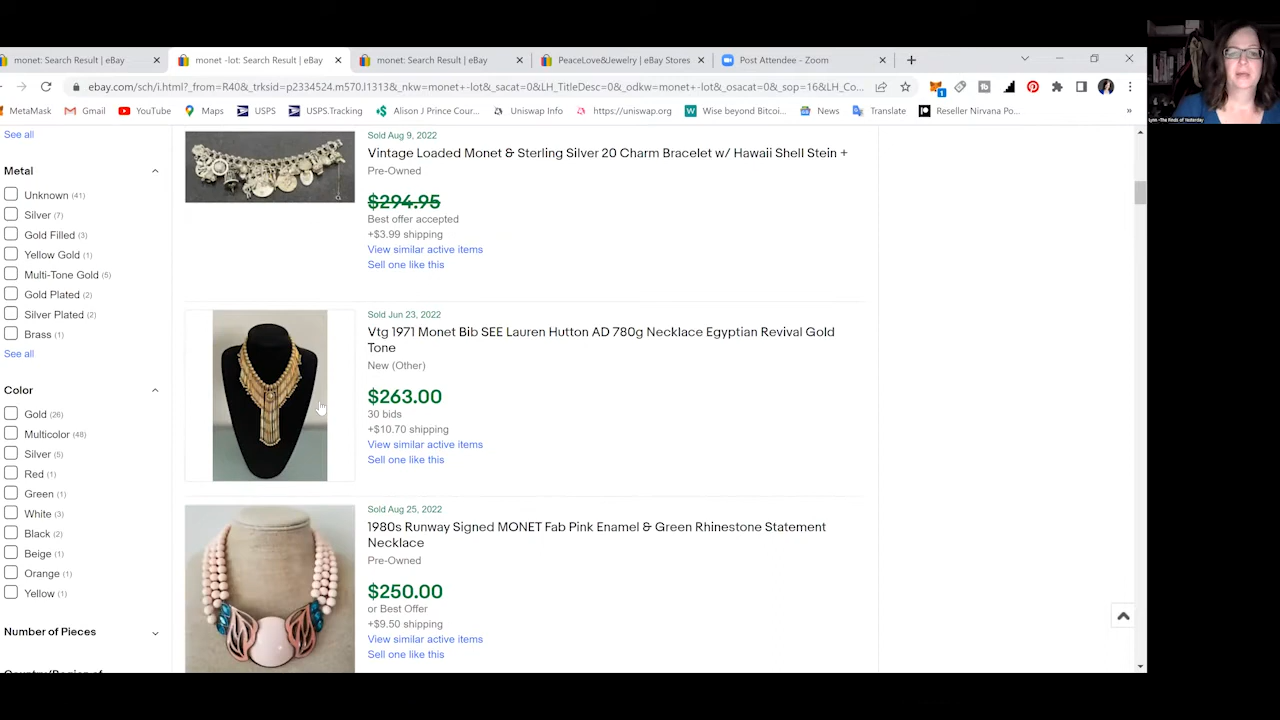 monet: Search Result | eBay
monet -lot: Search Result | eBay
monet: Search Result | eBay
PeaceLove&Jewelry | eBay Stores
Post Attendee - Zoom
ebay.com/sch/i.html?_from=R40&_trksid=p2334524.m570.l1313&_nkw=monet+-lot&_sacat=0&LH_TitleDesc=0&_odkw=monet+-lot&_osacat=0&_sop=16&LH_Co...
MetaMask
Gmail
YouTube
Maps
USPS
USPS.Tracking
Alison J Prince Cour...
Uniswap Info
https://uniswap.org
Wise beyond Bitcoi...
News
Translate
Reseller Nirvana Po...
»
See all
Metal
Unknown (41)
Silver (7)
Gold Filled (3)
Yellow Gold (1)
Multi-Tone Gold (5)
Gold Plated (2)
Silver Plated (2)
Brass (1)
See all
Color
Gold (26)
Multicolor (48)
Silver (5)
Red (1)
Green (1)
White (3)
Black (2)
Beige (1)
Orange (1)
Yellow (1)
Number of Pieces
Sold Aug 9, 2022
Vintage Loaded Monet & Sterling Silver 20 Charm Bracelet w/ Hawaii Shell Stein +
Pre-Owned
$294.95
Best offer accepted
+$3.99 shipping
View similar active items
Sell one like this
Sold Jun 23, 2022
Vtg 1971 Monet Bib SEE Lauren Hutton AD 780g Necklace Egyptian Revival Gold
Tone
New (Other)
$263.00
30 bids
+$10.70 shipping
View similar active items
Sell one like this
Sold Aug 25, 2022
1980s Runway Signed MONET Fab Pink Enamel & Green Rhinestone Statement
Necklace
Pre-Owned
$250.00
or Best Offer
+$9.50 shipping
View similar active items
Sell one like this
Lynn -The Finds of Yesterday